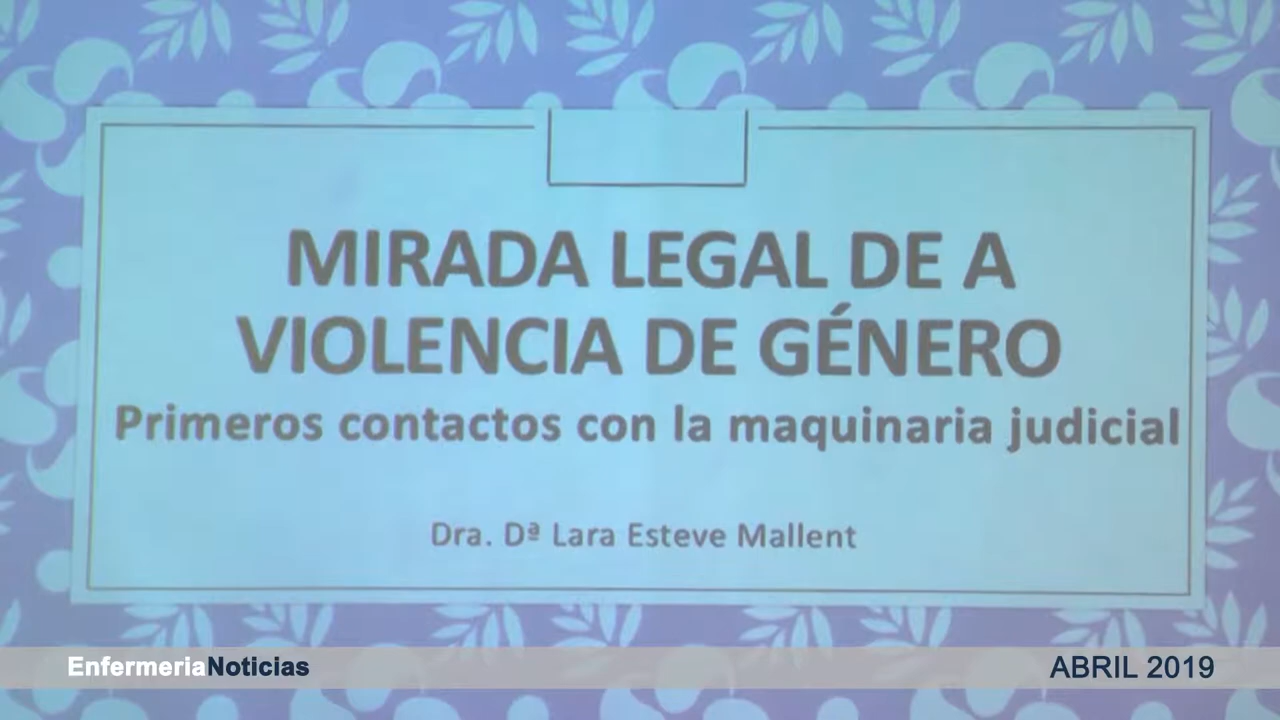 MIRADA LEGAL DE A
VIOLENCIA DE GÉNERO
Primeros contactos con la maquinaria judicial
Dra. Dª Lara Esteve Mallent
EnfermeriaNoticias
ABRIL 2019